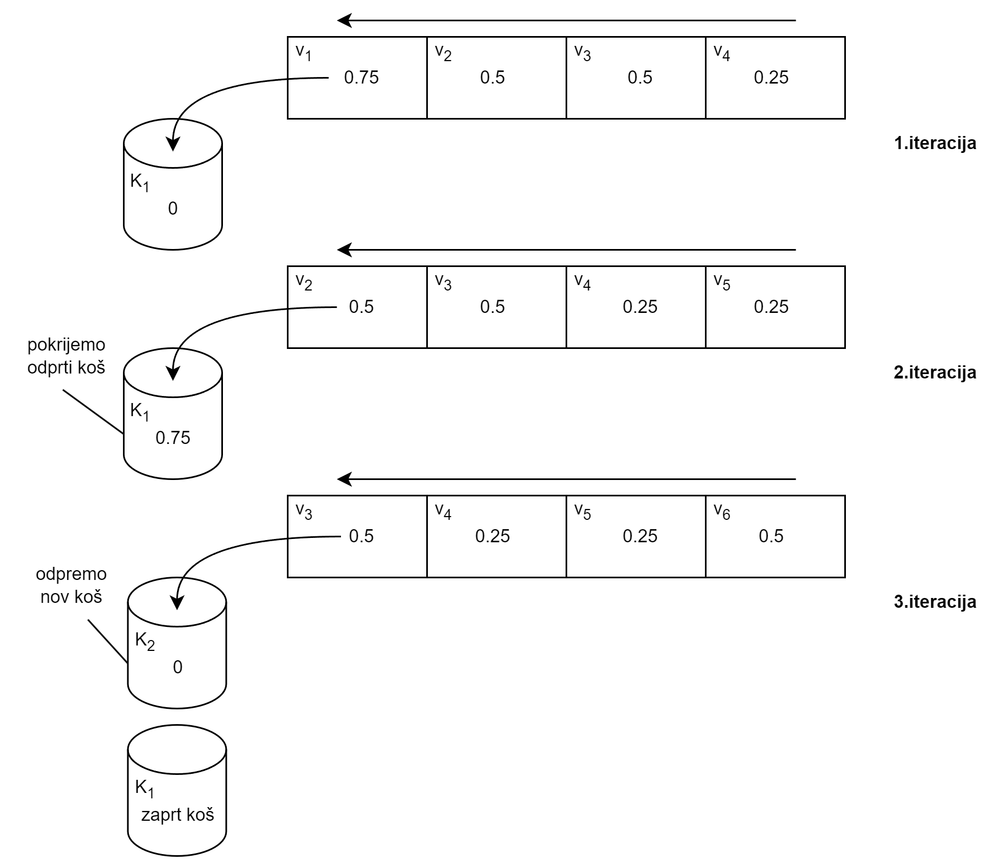 v1 v2 v3 v4
0.75 0.5 0.5 0.25
1.iteracija
K1
0
v2 v3 v4 v5
0.5 0.5 0.25 0.25
pokrijemo
odprti koš
2.iteracija
K1
0.75
v3 v4 v5 v6
0.5 0.25 0.25 0.5
odpremo
nov koš
3.iteracija
K2
0
K1
zaprt koš